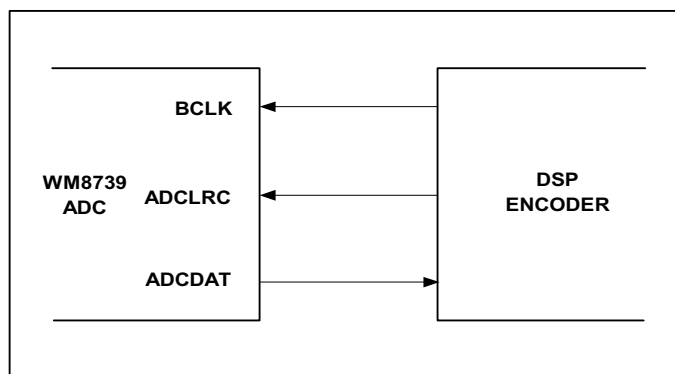 BCLK
WM8739
ADC
ADCLRC
ADCDAT
DSP
ENCODER